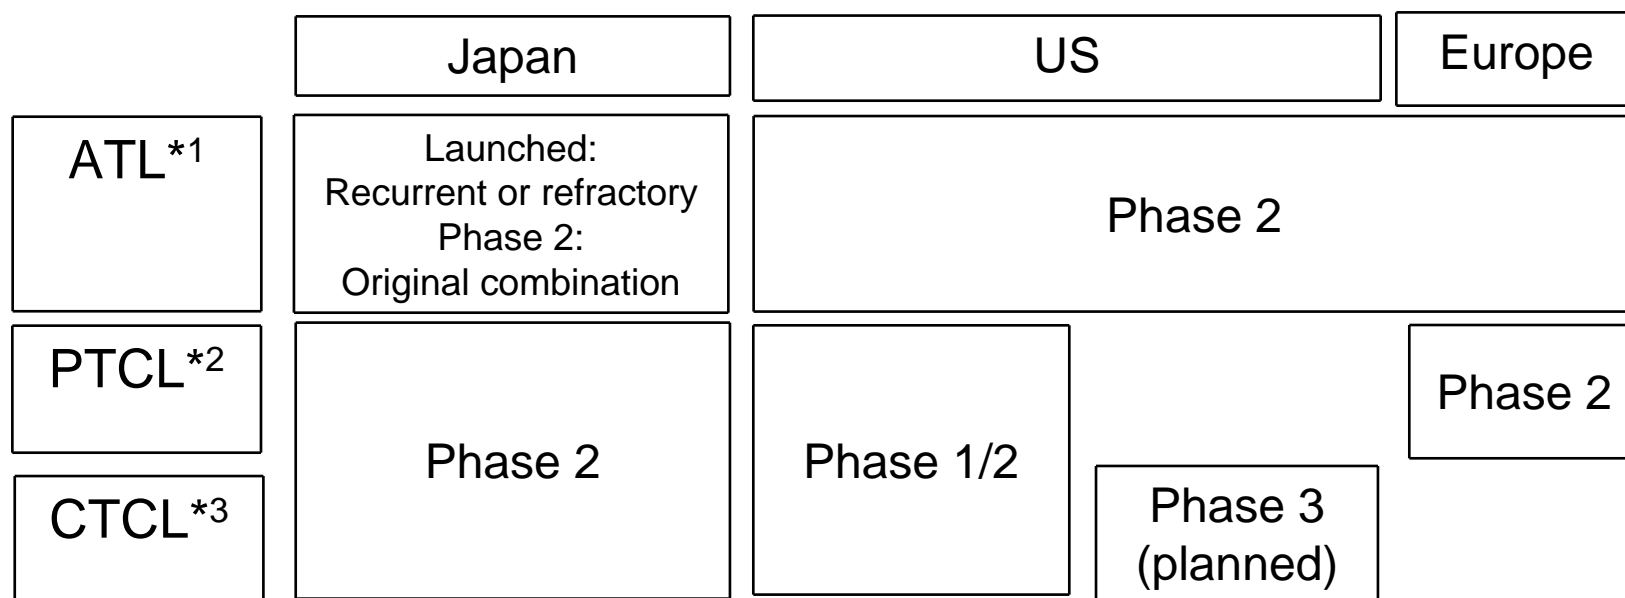 Japan
US
Europe
ATL*1
Launched:
Recurrent or refractory
Phase 2:
Original combination
Phase 2
PTCL*2
Phase 2
Phase 1/2
Phase 2
CTCL*3
Phase 3
(planned)